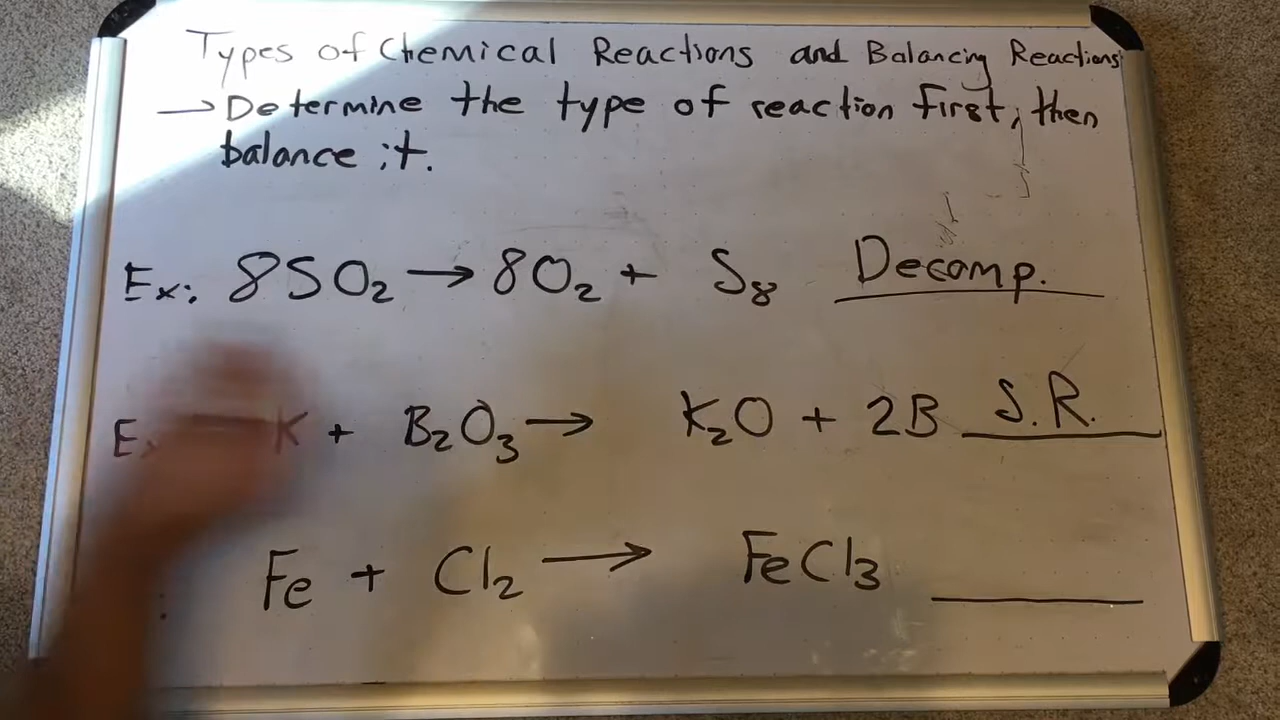 Types of Chemical Reactions and Balancing Reactions
→ Determine the type of reaction first, then
balance it.
Ex: 8SO₂ → 8O₂ + S₈ Decomp.
K + B₂O₃ → K₂O + 2B S.R.
Fe + Cl₂ → FeCl₃